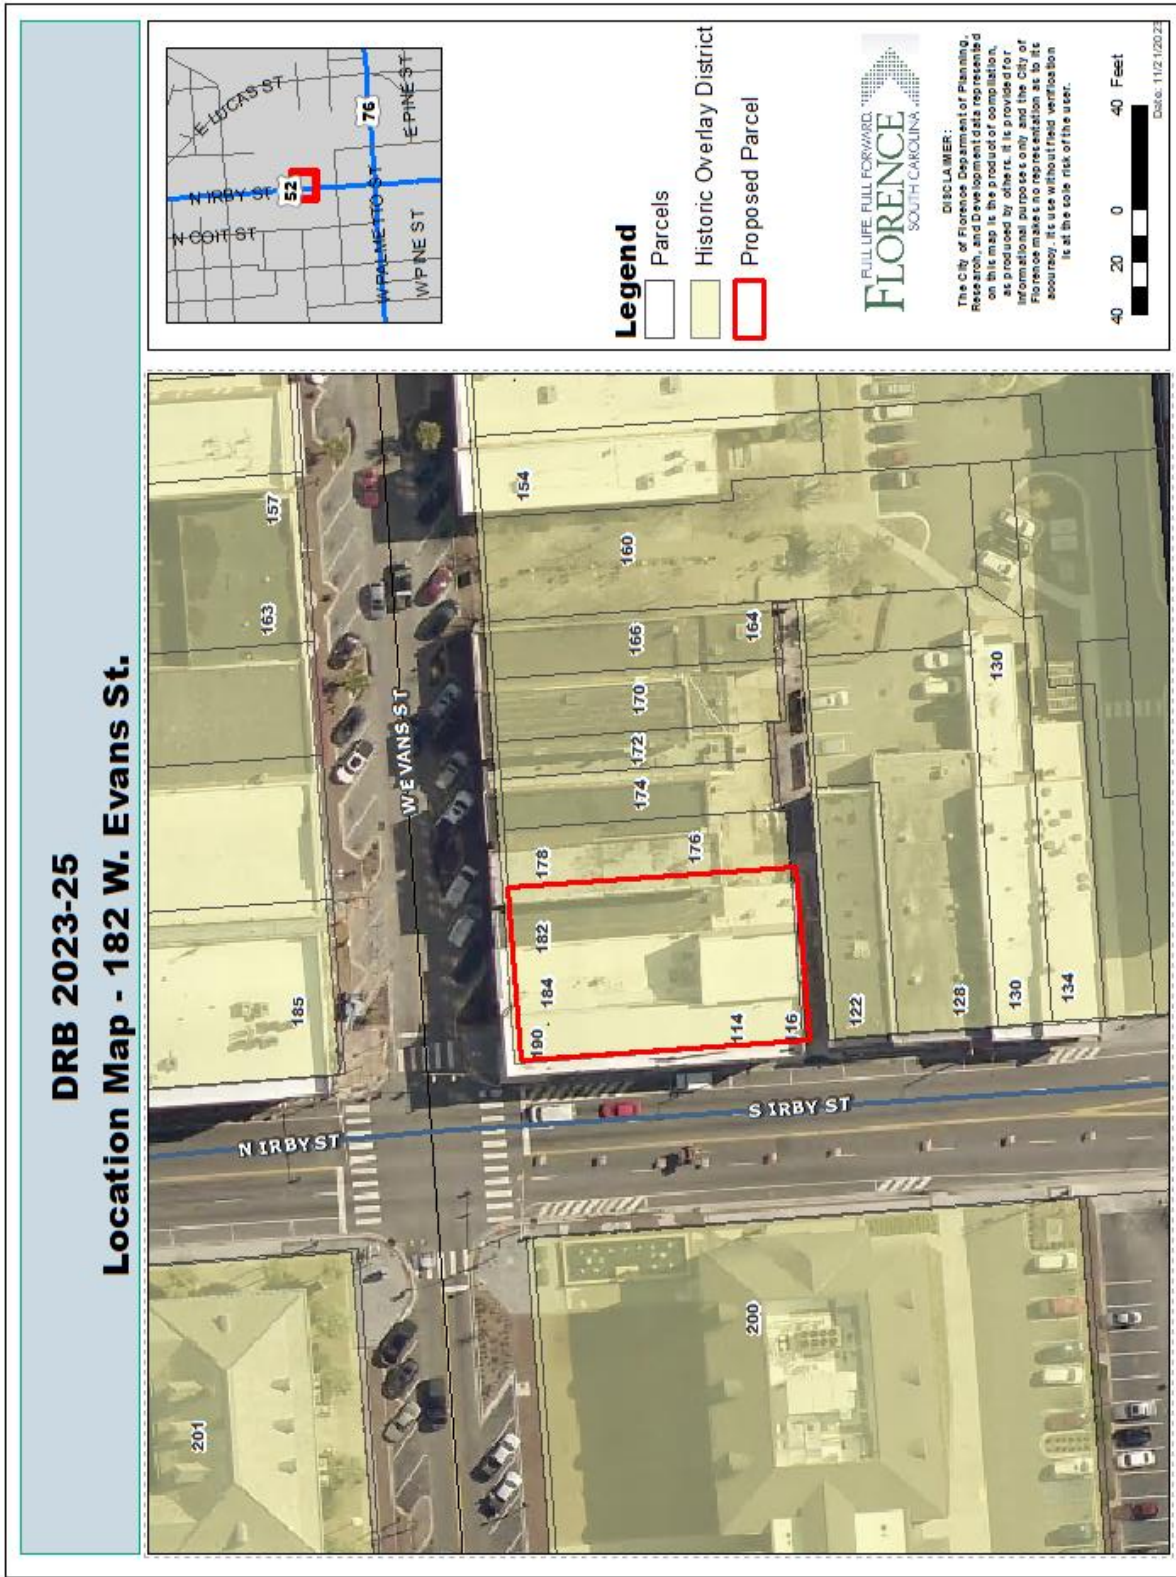 DRB 2023-25
Location Map - 182 W. Evans St.
201
185
163
157
N IRBY ST
W EVANS ST
190
184
182
178
154
160
166
164
170
172
174
176
114
116
S IRBY ST
200
122
128
130
130
134
E LUCAS ST
N IRBY ST
52
N COIT ST
76
W PALMETTO ST
W PINE ST
E PINE ST
Legend
Parcels
Historic Overlay District
Proposed Parcel
FULL LIFE. FULL FORWARD.
FLORENCE
SOUTH CAROLINA
DISCLAIMER:
The City of Florence Department of Planning,
Research, and Development data represented
on this map is the product of compilation,
as produced by others. It is provided for
informational purposes only and the City of
Florence makes no representation as to its
accuracy. Its use without field verification
is at the sole risk of the user.
40 20 0 40 Feet
Date: 11/21/2023